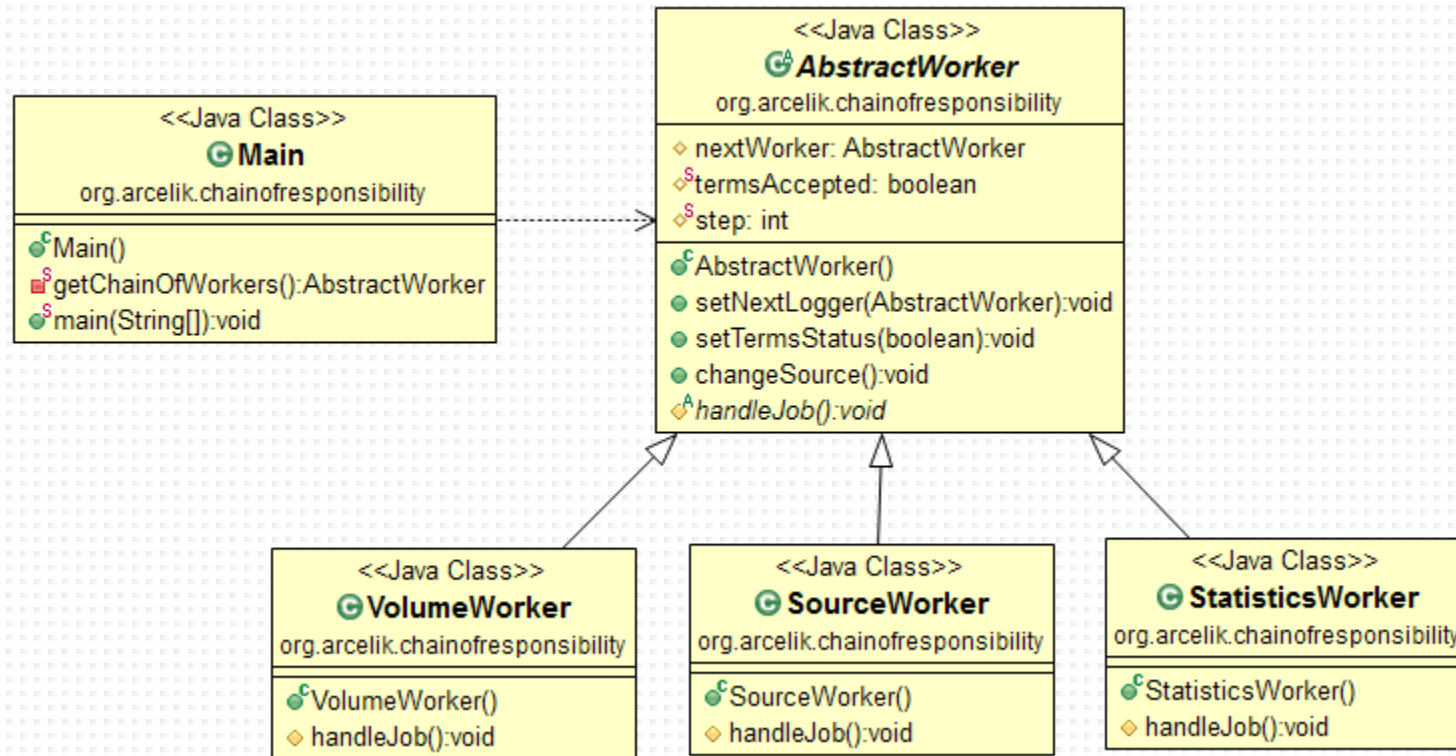 <<Java Class>>
AbstractWorker
org.arcelik.chainofresponsibility
nextWorker: AbstractWorker
termsAccepted: boolean
step: int
AbstractWorker()
setNextLogger(AbstractWorker):void
setTermsStatus(boolean):void
changeSource():void
handleJob():void
<<Java Class>>
Main
org.arcelik.chainofresponsibility
Main()
getChainOfWorkers():AbstractWorker
main(String[]):void
<<Java Class>>
VolumeWorker
org.arcelik.chainofresponsibility
VolumeWorker()
handleJob():void
<<Java Class>>
SourceWorker
org.arcelik.chainofresponsibility
SourceWorker()
handleJob():void
<<Java Class>>
StatisticsWorker
org.arcelik.chainofresponsibility
StatisticsWorker()
handleJob():void